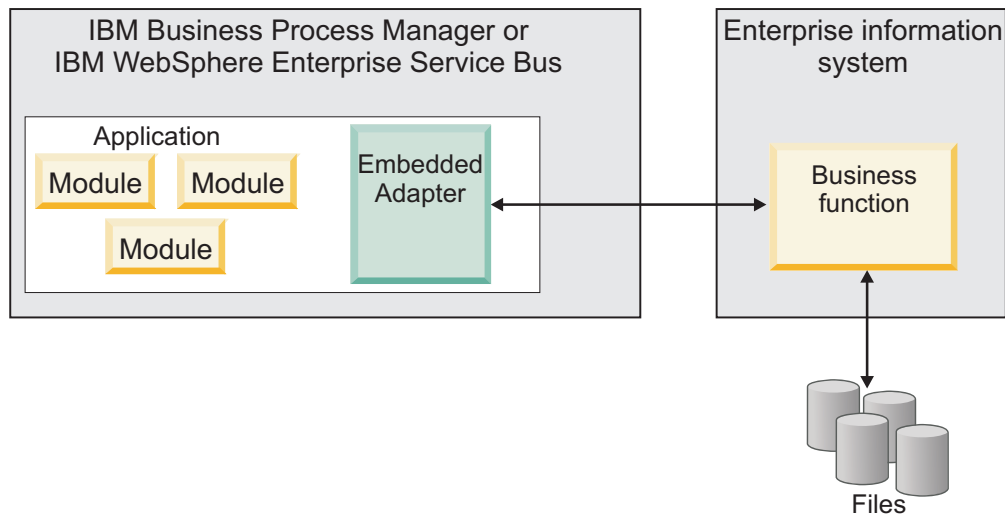 IBM Business Process Manager or
IBM WebSphere Enterprise Service Bus
Enterprise information
system
Application
Module
Module
Module
Embedded
Adapter
Business
function
Files